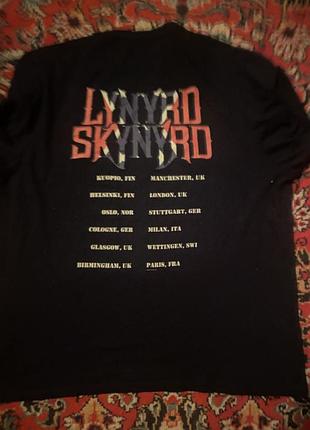 LYNYRD
SKYNYRD
KUOPIO, FIN
HELSINKI, FIN
OSLO, NOR
COLOGNE, GER
GLASGOW, UK
BIRMINGHAM, UK
MANCHESTER, UK
LONDON, UK
STUTTGART, GER
MILAN, ITA
WETTINGEN, SWI
PARIS, FRA